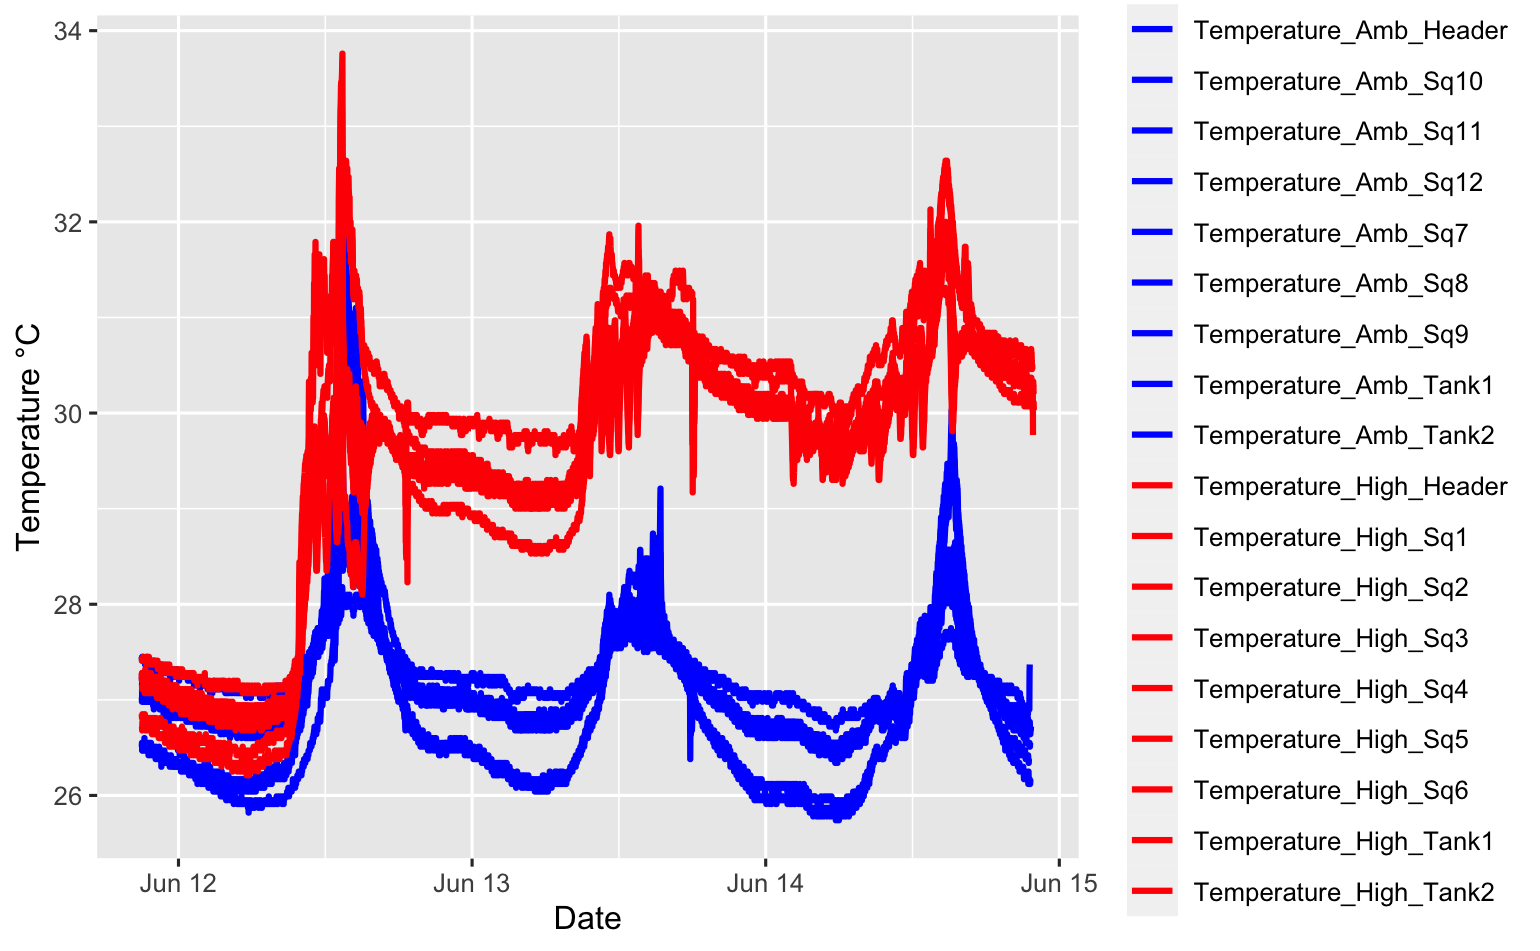 34
32
30
28
26
Temperature °C
Jun 12
Jun 13
Jun 14
Jun 15
Date
Temperature_Amb_Header
Temperature_Amb_Sq10
Temperature_Amb_Sq11
Temperature_Amb_Sq12
Temperature_Amb_Sq7
Temperature_Amb_Sq8
Temperature_Amb_Sq9
Temperature_Amb_Tank1
Temperature_Amb_Tank2
Temperature_High_Header
Temperature_High_Sq1
Temperature_High_Sq2
Temperature_High_Sq3
Temperature_High_Sq4
Temperature_High_Sq5
Temperature_High_Sq6
Temperature_High_Tank1
Temperature_High_Tank2